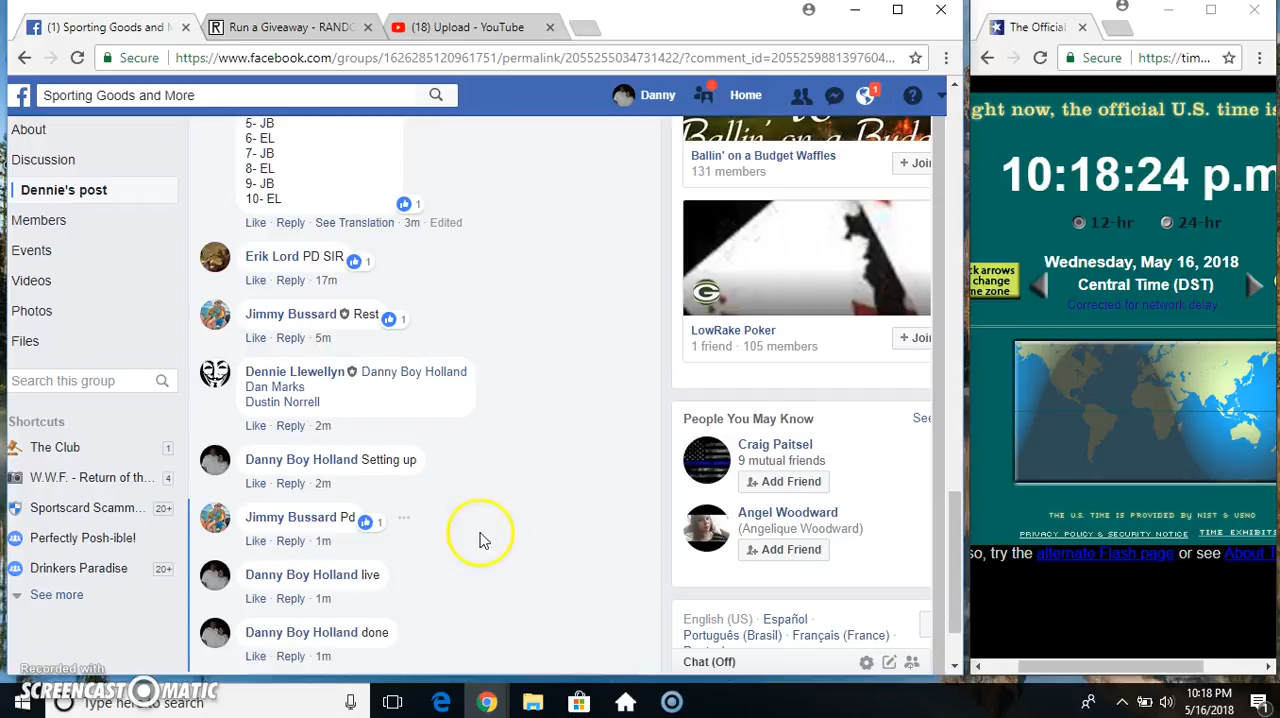 (1) Sporting Goods and
Run a Giveaway - RANDO
(18) Upload - YouTube
The Official
Secure
https://www.facebook.com/groups/1626285120961751/permalink/2055255034731422/?comment_id=2055259881397604...
Secure
https://tim...
Sporting Goods and More
Danny
Home
1
About
Discussion
Dennie's post
Members
Events
Videos
Photos
Files
Search this group
Shortcuts
The Club 1
W.W.F. - Return of th... 4
Sportscard Scamm... 20+
Perfectly Posh-ible!
Drinkers Paradise 20+
See more
5- JB
6- EL
7- JB
8- EL
9- JB
10- EL
1
Like · Reply · See Translation · 3m · Edited
Erik Lord PD SIR
1
Like · Reply · 17m
Jimmy Bussard Rest
1
Like · Reply · 5m
Dennie Llewellyn Danny Boy Holland
Dan Marks
Dustin Norrell
Like · Reply · 2m
Danny Boy Holland Setting up
Like · Reply · 2m
Jimmy Bussard Pd
1
Like · Reply · 1m
Danny Boy Holland live
Like · Reply · 1m
Danny Boy Holland done
Like · Reply · 1m
Ballin' on a Budget Waffles
131 members
+ Join
G
LowRake Poker
1 friend · 105 members
+ Join
People You May Know
See
Craig Paitsel
9 mutual friends
Add Friend
Angel Woodward
(Angelique Woodward)
Add Friend
English (US) · Español ·
Português (Brasil) · Français (France) ·
Chat (Off)
ght now, the official U.S. time is
10:18:24 p.m
12-hr 24-hr
ck arrows
change
me zone
Wednesday, May 16, 2018
Central Time (DST)
Corrected for network delay
THE U.S. TIME IS PROVIDED BY NIST & USNO
PRIVACY POLICY & SECURITY NOTICE
TIME EXHIBITS
so, try the alternate Flash page or see About T
Recorded with
SCREENCAST-O-MATIC
Type here to search
10:18 PM
5/16/2018